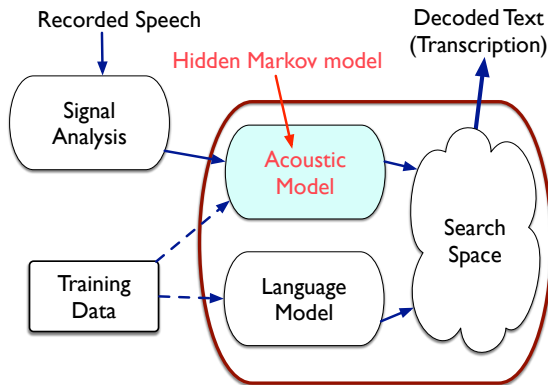 Recorded Speech
Decoded Text
(Transcription)
Hidden Markov model
Signal
Analysis
Acoustic
Model
Search
Space
Training
Data
Language
Model